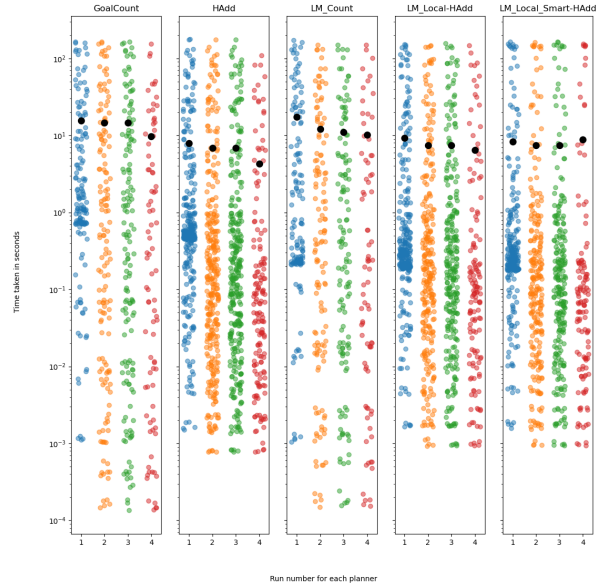 GoalCount HAdd LM_Count LM_Local-HAdd LM_Local_Smart-HAdd
10²
10¹
10⁰
10⁻¹
10⁻²
10⁻³
10⁻⁴
Time taken in seconds
1 2 3 4 1 2 3 4 1 2 3 4 1 2 3 4 1 2 3 4
Run number for each planner